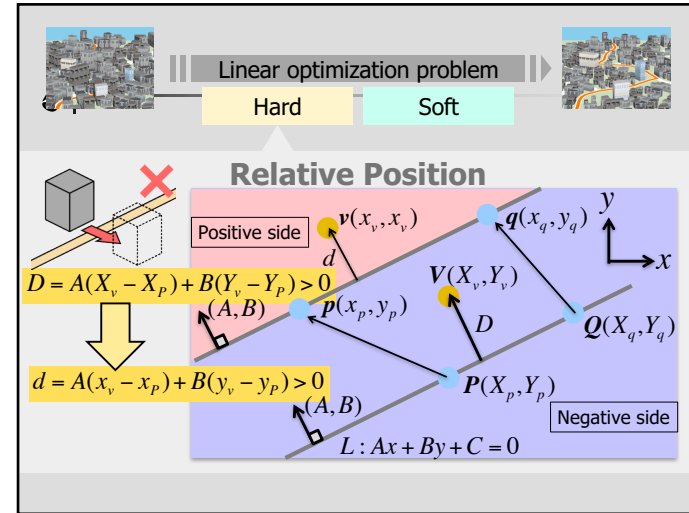 Linear optimization problem
Hard
Soft
Relative Position
Positive side
v(x_v, x_v)
q(x_q, y_q)
y
x
d
V(X_v, Y_v)
D = A(X_v − X_P) + B(Y_v − Y_P) > 0
(A, B)
p(x_p, y_p)
D
Q(X_q, Y_q)
d = A(x_v − x_P) + B(y_v − y_P) > 0
P(X_p, Y_p)
(A, B)
Negative side
L : Ax + By + C = 0